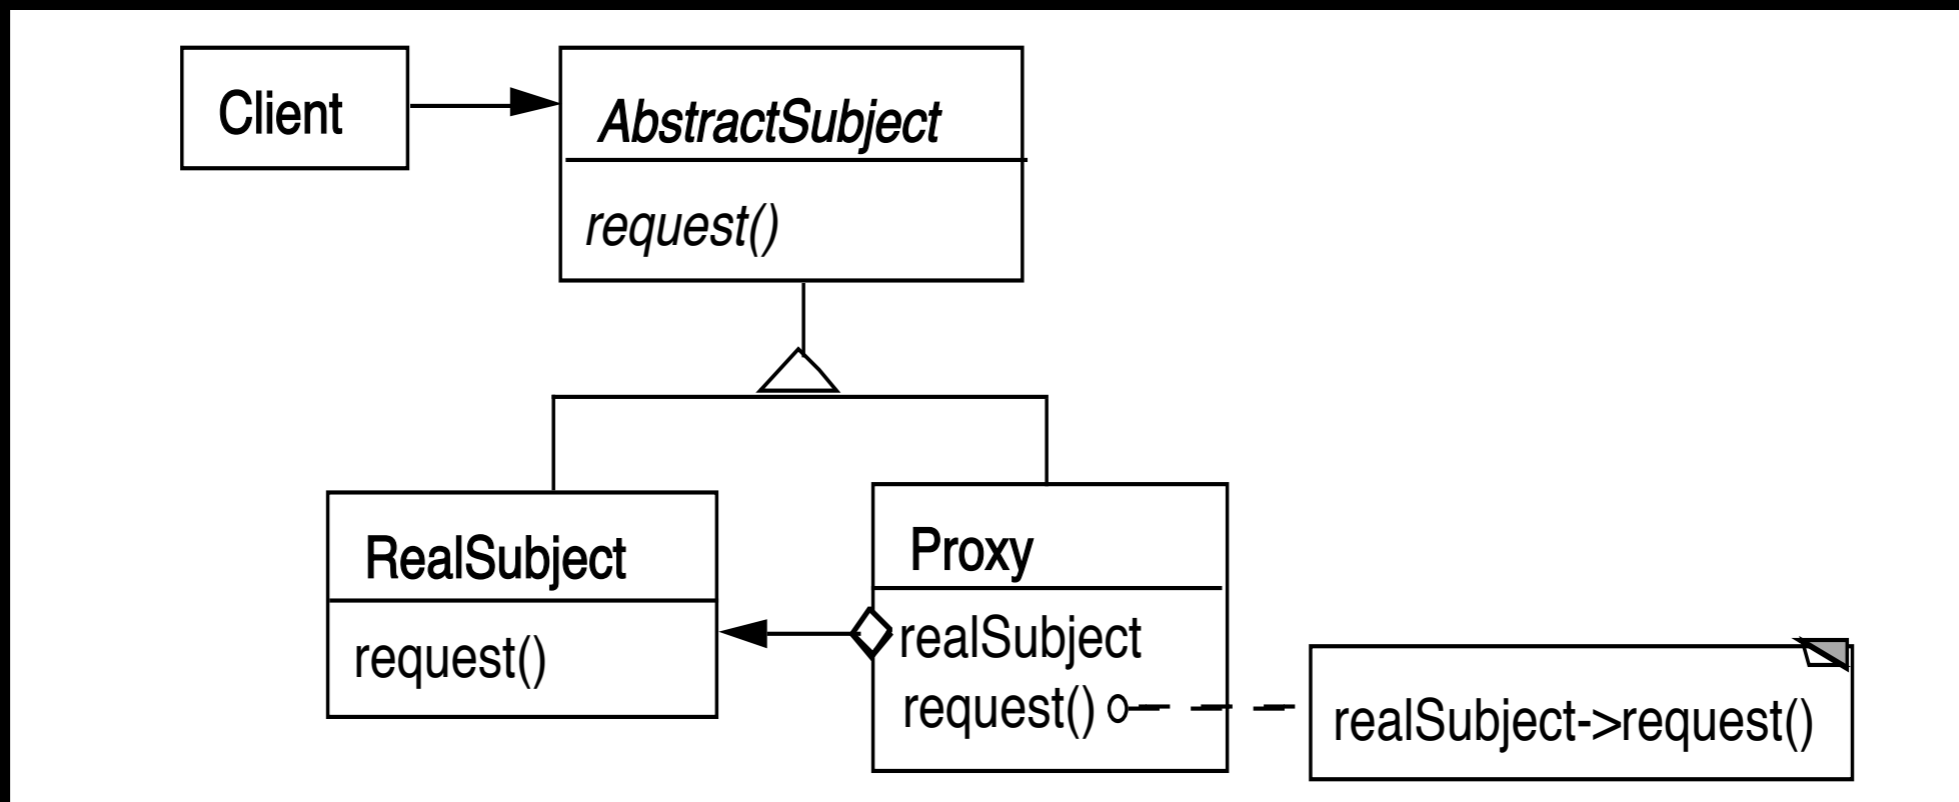 Client
AbstractSubject
request()
RealSubject
request()
Proxy
realSubject
request()
realSubject->request()